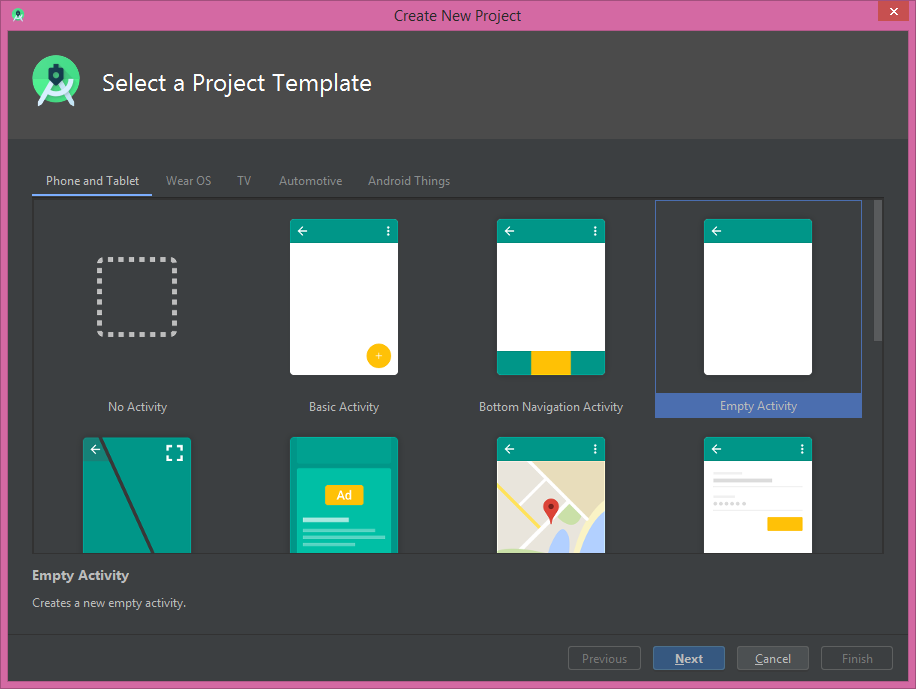 Create New Project
Select a Project Template
Phone and Tablet Wear OS TV Automotive Android Things
No Activity Basic Activity Bottom Navigation Activity Empty Activity
Ad
Empty Activity
Creates a new empty activity.
Previous Next Cancel Finish